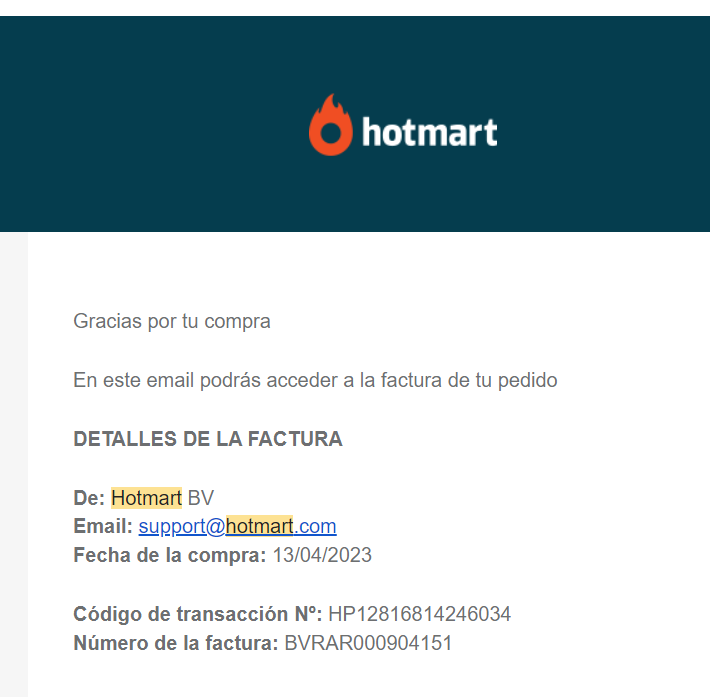 hotmart
Gracias por tu compra
En este email podrás acceder a la factura de tu pedido
DETALLES DE LA FACTURA
De: Hotmart BV
Email: support@hotmart.com
Fecha de la compra: 13/04/2023
Código de transacción Nº: HP12816814246034
Número de la factura: BVRAR000904151